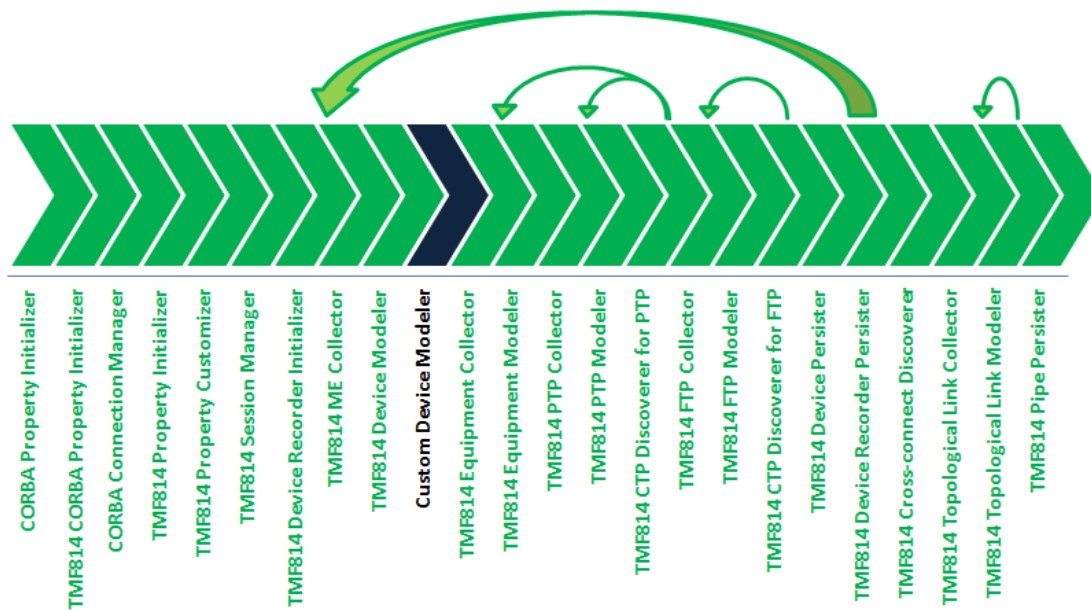 CORBA Property Initializer
TMF814 CORBA Property Initializer
CORBA Connection Manager
TMF814 Property Initializer
TMF814 Property Customizer
TMF814 Session Manager
TMF814 Device Recorder Initializer
TMF814 ME Collector
TMF814 Device Modeler
Custom Device Modeler
TMF814 Equipment Collector
TMF814 Equipment Modeler
TMF814 PTP Collector
TMF814 PTP Modeler
TMF814 CTP Discoverer for PTP
TMF814 FTP Collector
TMF814 FTP Modeler
TMF814 CTP Discoverer for FTP
TMF814 Device Persister
TMF814 Device Recorder Persister
TMF814 Cross-connect Discoverer
TMF814 Topological Link Collector
TMF814 Topological Link Modeler
TMF814 Pipe Persister